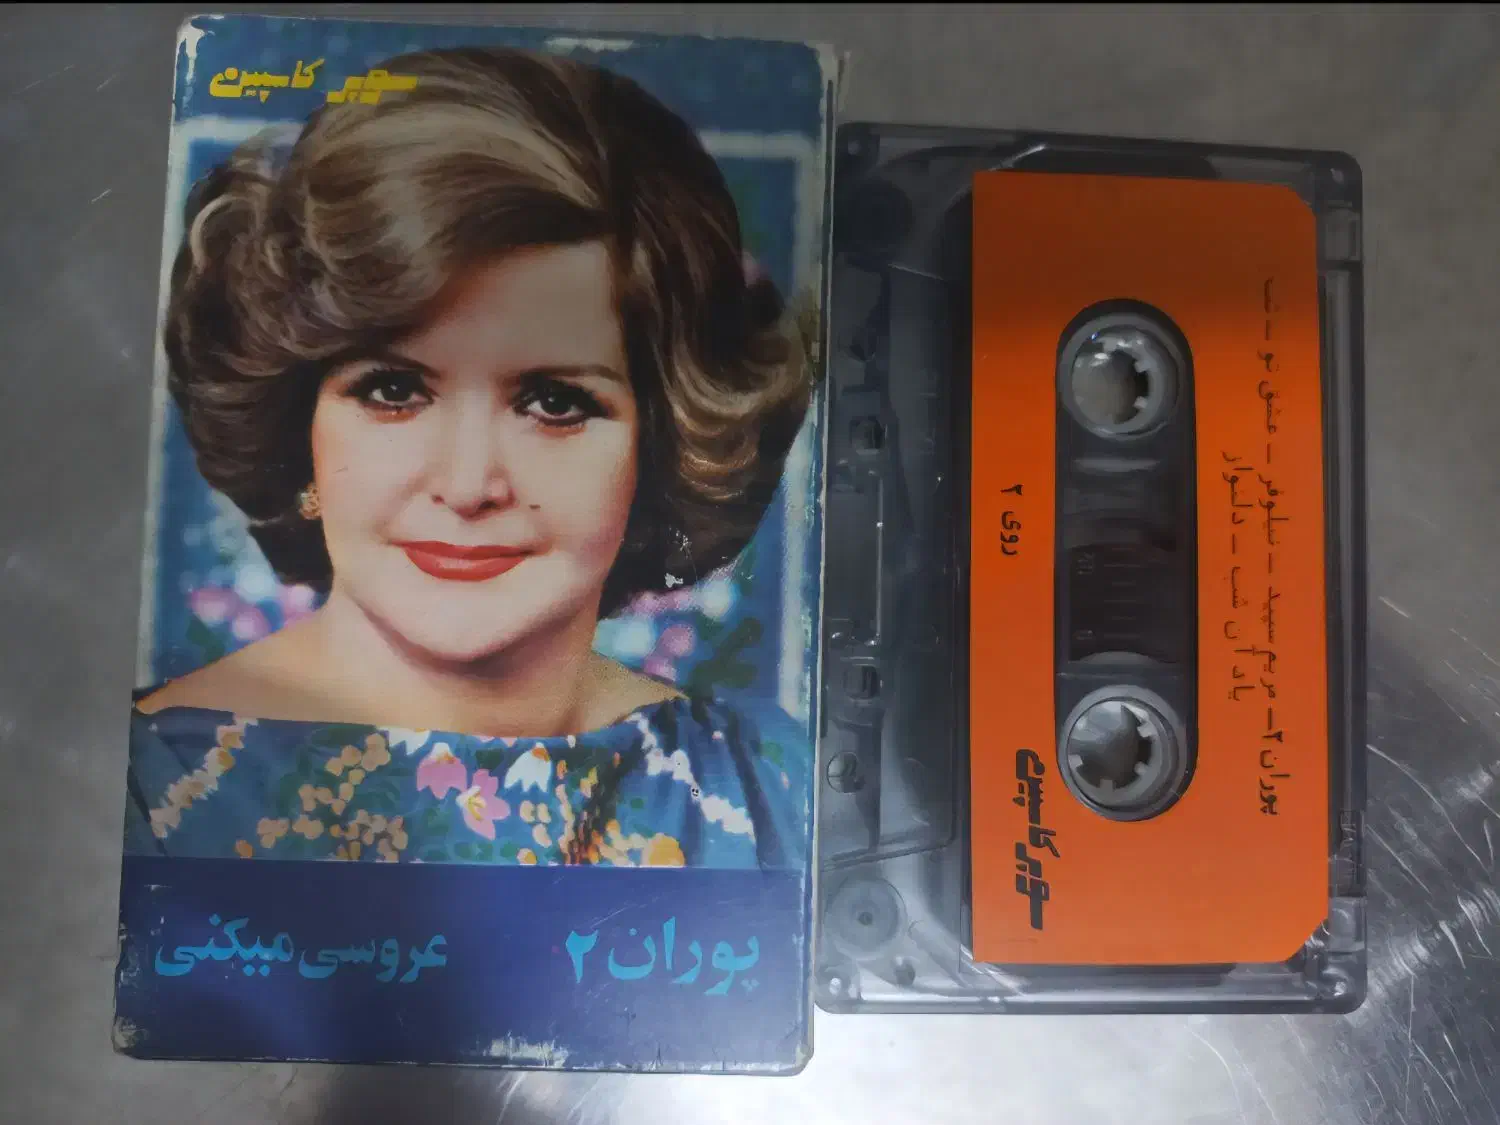 سوپر کاسپین
پوران ۲ عروسی میکنی
پوران ۲ - مریم سپید - نیلوفر - عشق تو - شب
یاد آن شب - دلنواز
روی ۲
سوپر کاسپین